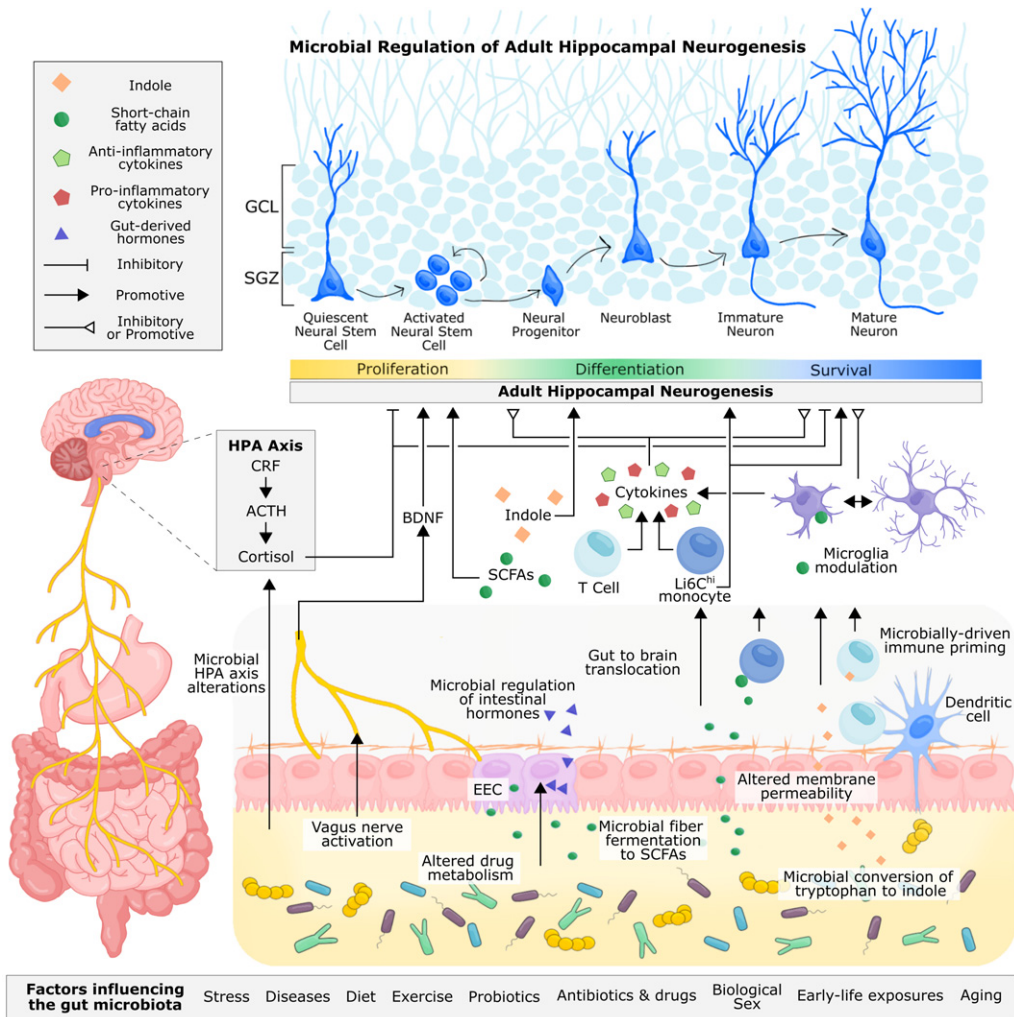 Microbial Regulation of Adult Hippocampal Neurogenesis
Indole
Short-chain
fatty acids
Anti-inflammatory
cytokines
Pro-inflammatory
cytokines
Gut-derived
hormones
Inhibitory
Promotive
Inhibitory
or Promotive
GCL
SGZ
Quiescent
Neural Stem
Cell
Activated
Neural Stem
Cell
Neural
Progenitor
Neuroblast
Immature
Neuron
Mature
Neuron
Proliferation
Differentiation
Survival
Adult Hippocampal Neurogenesis
HPA Axis
CRF
ACTH
Cortisol
BDNF
Indole
SCFAs
Cytokines
T Cell
Li6Chi
monocyte
Microglia
modulation
Microbial
HPA axis
alterations
Gut to brain
translocation
Microbially-driven
immune priming
Microbial regulation
of intestinal
hormones
Dendritic
cell
EEC
Altered membrane
permeability
Vagus nerve
activation
Microbial fiber
fermentation
to SCFAs
Altered drug
metabolism
Microbial conversion of
tryptophan to indole
Factors influencing
the gut microbiota
Stress
Diseases
Diet
Exercise
Probiotics
Antibiotics & drugs
Biological
Sex
Early-life exposures
Aging